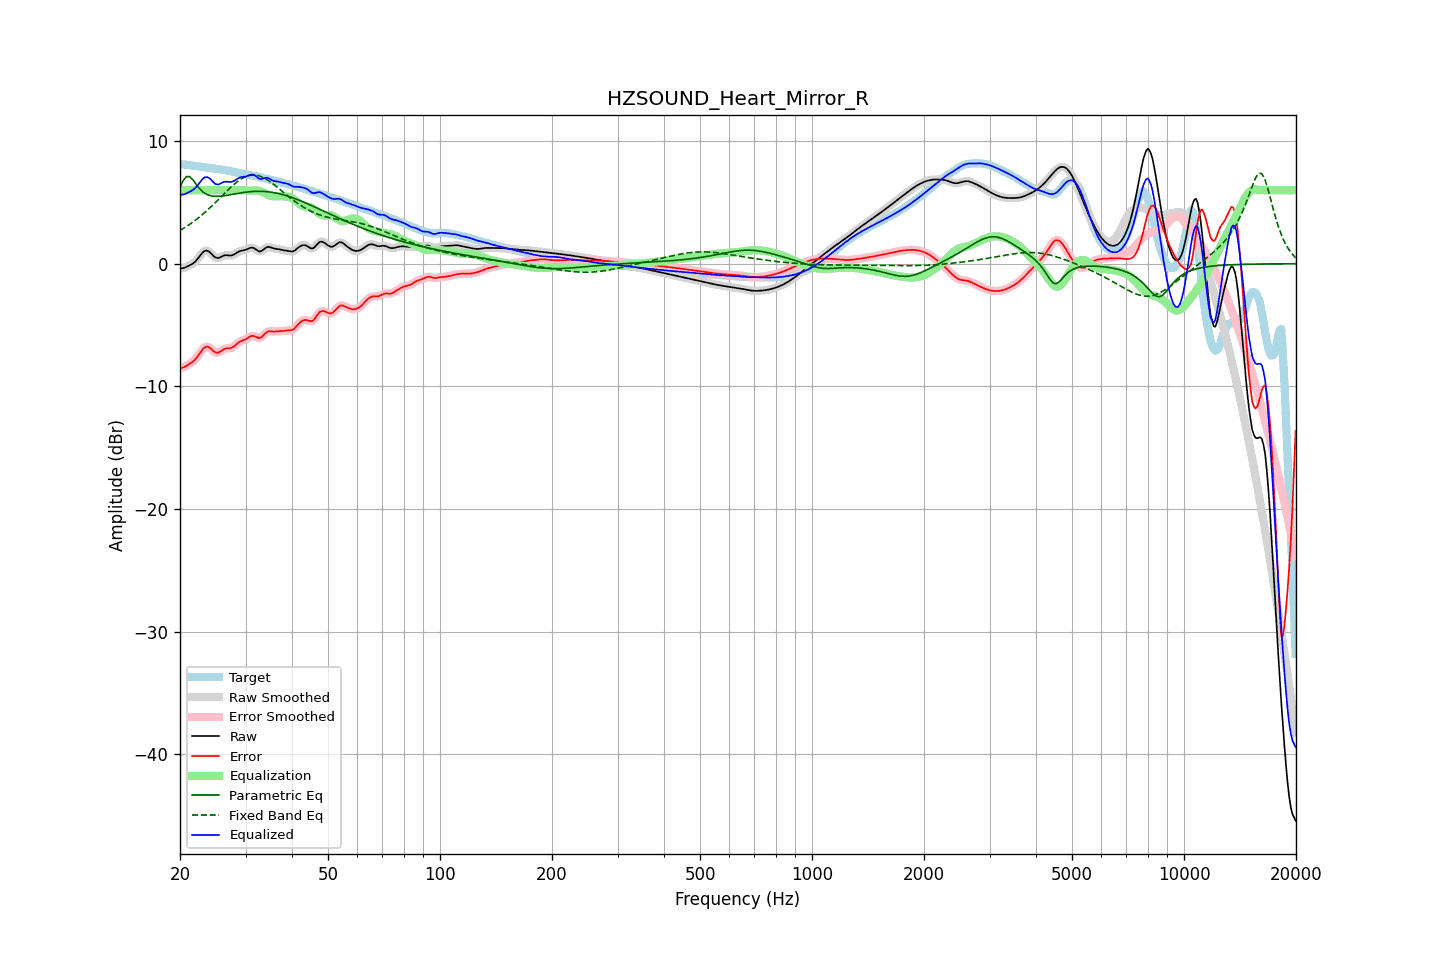 HZSOUND_Heart_Mirror_R
10
0
−10
−20
−30
−40
Amplitude (dBr)
Target
Raw Smoothed
Error Smoothed
Raw
Error
Equalization
Parametric Eq
Fixed Band Eq
Equalized
20
50
100
200
500
1000
2000
5000
10000
20000
Frequency (Hz)